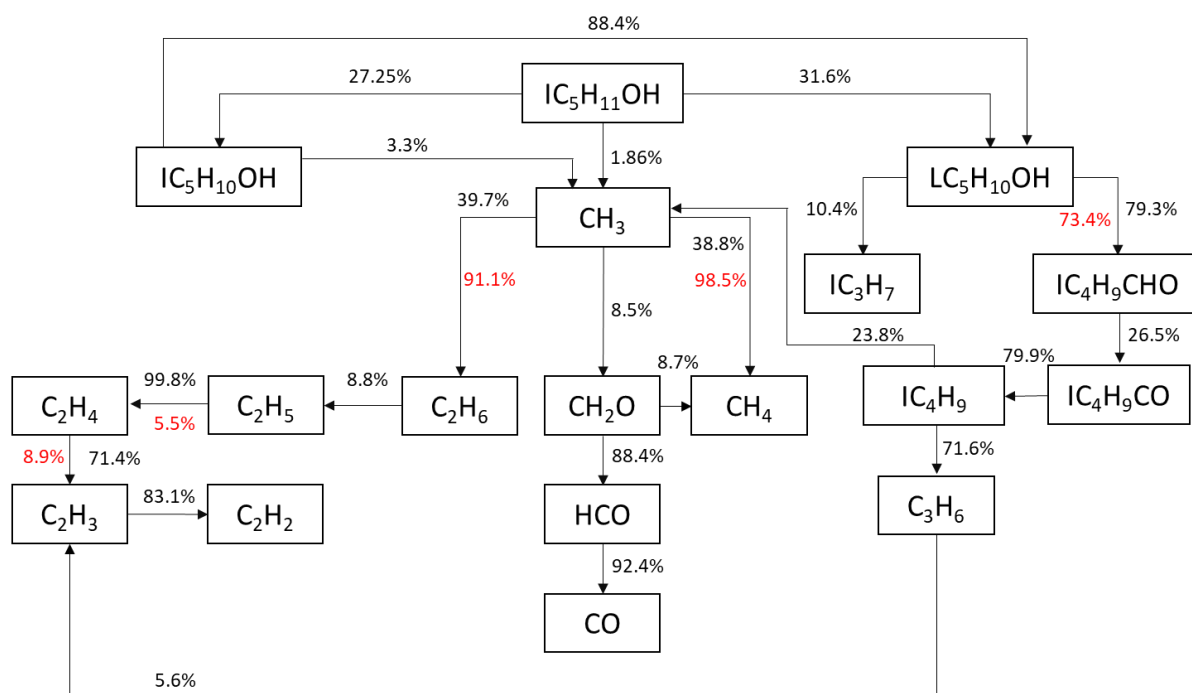 88.4%
27.25%
IC₅H₁₁OH
31.6%
IC₅H₁₀OH
3.3%
1.86%
LC₅H₁₀OH
39.7%
CH₃
10.4%
73.4%
79.3%
91.1%
38.8%
98.5%
8.5%
IC₃H₇
IC₄H₉CHO
23.8%
26.5%
79.9%
99.8%
8.8%
8.7%
C₂H₄
5.5%
C₂H₅
C₂H₆
CH₂O
CH₄
IC₄H₉
IC₄H₉CO
8.9%
71.4%
88.4%
71.6%
C₂H₃
83.1%
C₂H₂
HCO
C₃H₆
92.4%
CO
5.6%